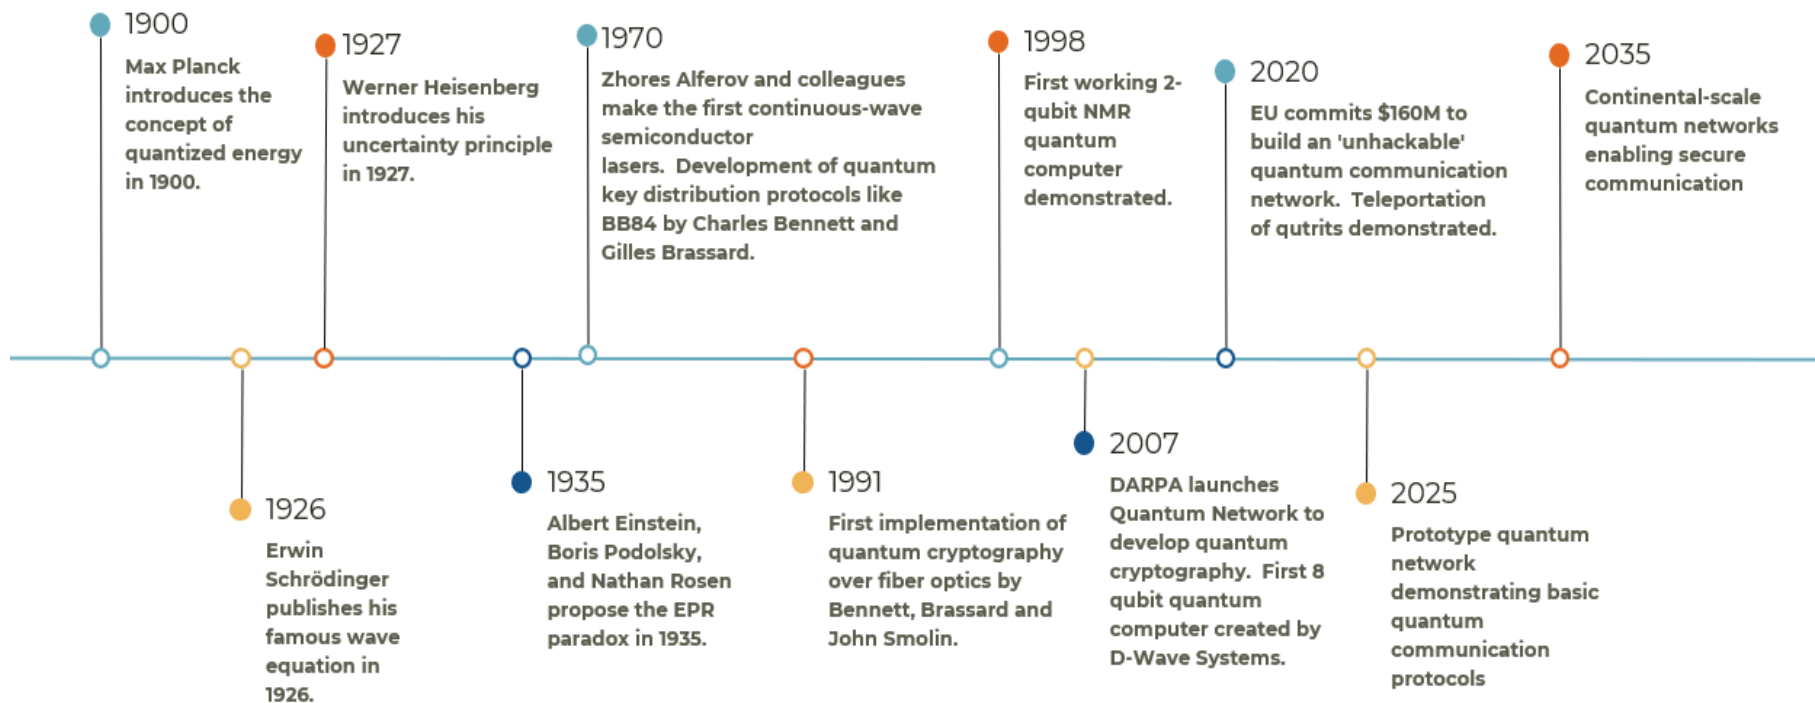 1900
Max Planck
introduces the
concept of
quantized energy
in 1900.
1927
Werner Heisenberg
introduces his
uncertainty principle
in 1927.
1970
Zhores Alferov and colleagues
make the first continuous-wave
semiconductor
lasers. Development of quantum
key distribution protocols like
BB84 by Charles Bennett and
Gilles Brassard.
1998
First working 2-
qubit NMR
quantum
computer
demonstrated.
2020
EU commits $160M to
build an 'unhackable'
quantum communication
network. Teleportation
of qutrits demonstrated.
2035
Continental-scale
quantum networks
enabling secure
communication
1926
Erwin
Schrödinger
publishes his
famous wave
equation in
1926.
1935
Albert Einstein,
Boris Podolsky,
and Nathan Rosen
propose the EPR
paradox in 1935.
1991
First implementation of
quantum cryptography
over fiber optics by
Bennett, Brassard and
John Smolin.
2007
DARPA launches
Quantum Network to
develop quantum
cryptography. First 8
qubit quantum
computer created by
D-Wave Systems.
2025
Prototype quantum
network
demonstrating basic
quantum
communication
protocols